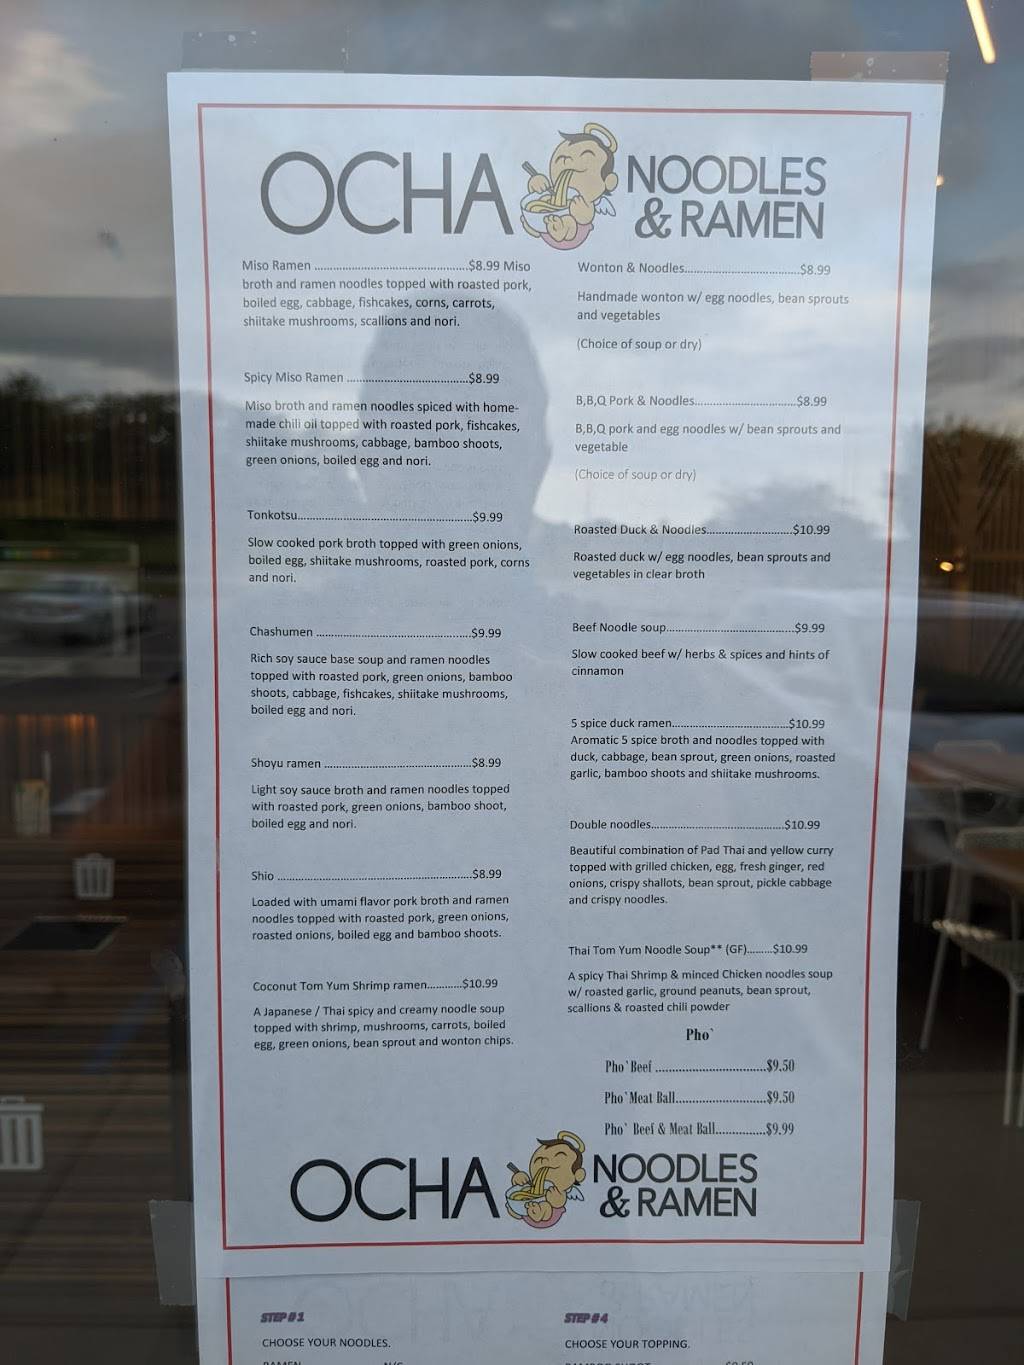 OCHA NOODLES
& RAMEN
Miso Ramen ................................................$8.99 Miso
broth and ramen noodles topped with roasted pork,
boiled egg, cabbage, fishcakes, corns, carrots,
shiitake mushrooms, scallions and nori.
Spicy Miso Ramen ......................................$8.99
Miso broth and ramen noodles spiced with home-
made chili oil topped with roasted pork, fishcakes,
shiitake mushrooms, cabbage, bamboo shoots,
green onions, boiled egg and nori.
Tonkotsu......................................................$9.99
Slow cooked pork broth topped with green onions,
boiled egg, shiitake mushrooms, roasted pork, corns
and nori.
Chashumen ................................................$9.99
Rich soy sauce base soup and ramen noodles
topped with roasted pork, green onions, bamboo
shoots, cabbage, fishcakes, shiitake mushrooms,
boiled egg and nori.
Shoyu ramen ..............................................$8.99
Light soy sauce broth and ramen noodles topped
with roasted pork, green onions, bamboo shoot,
boiled egg and nori.
Shio ............................................................$8.99
Loaded with umami flavor pork broth and ramen
noodles topped with roasted pork, green onions,
roasted onions, boiled egg and bamboo shoots.
Coconut Tom Yum Shrimp ramen............$10.99
A Japanese / Thai spicy and creamy noodle soup
topped with shrimp, mushrooms, carrots, boiled
egg, green onions, bean sprout and wonton chips.
Wonton & Noodles....................................$8.99
Handmade wonton w/ egg noodles, bean sprouts
and vegetables
(Choice of soup or dry)
B,B,Q Pork & Noodles................................$8.99
B,B,Q pork and egg noodles w/ bean sprouts and
vegetable
(Choice of soup or dry)
Roasted Duck & Noodles...........................$10.99
Roasted duck w/ egg noodles, bean sprouts and
vegetables in clear broth
Beef Noodle soup........................................$9.99
Slow cooked beef w/ herbs & spices and hints of
cinnamon
5 spice duck ramen.....................................$10.99
Aromatic 5 spice broth and noodles topped with
duck, cabbage, bean sprout, green onions, roasted
garlic, bamboo shoots and shiitake mushrooms.
Double noodles..........................................$10.99
Beautiful combination of Pad Thai and yellow curry
topped with grilled chicken, egg, fresh ginger, red
onions, crispy shallots, bean sprout, pickle cabbage
and crispy noodles.
Thai Tom Yum Noodle Soup** (GF).........$10.99
A spicy Thai Shrimp & minced Chicken noodles soup
w/ roasted garlic, ground peanuts, bean sprout,
scallions & roasted chili powder
Pho`
Pho`Beef .................................$9.50
Pho`Meat Ball...........................$9.50
Pho` Beef & Meat Ball...............$9.99
OCHA NOODLES
& RAMEN
STEP #1
CHOOSE YOUR NOODLES.
STEP #4
CHOOSE YOUR TOPPING.